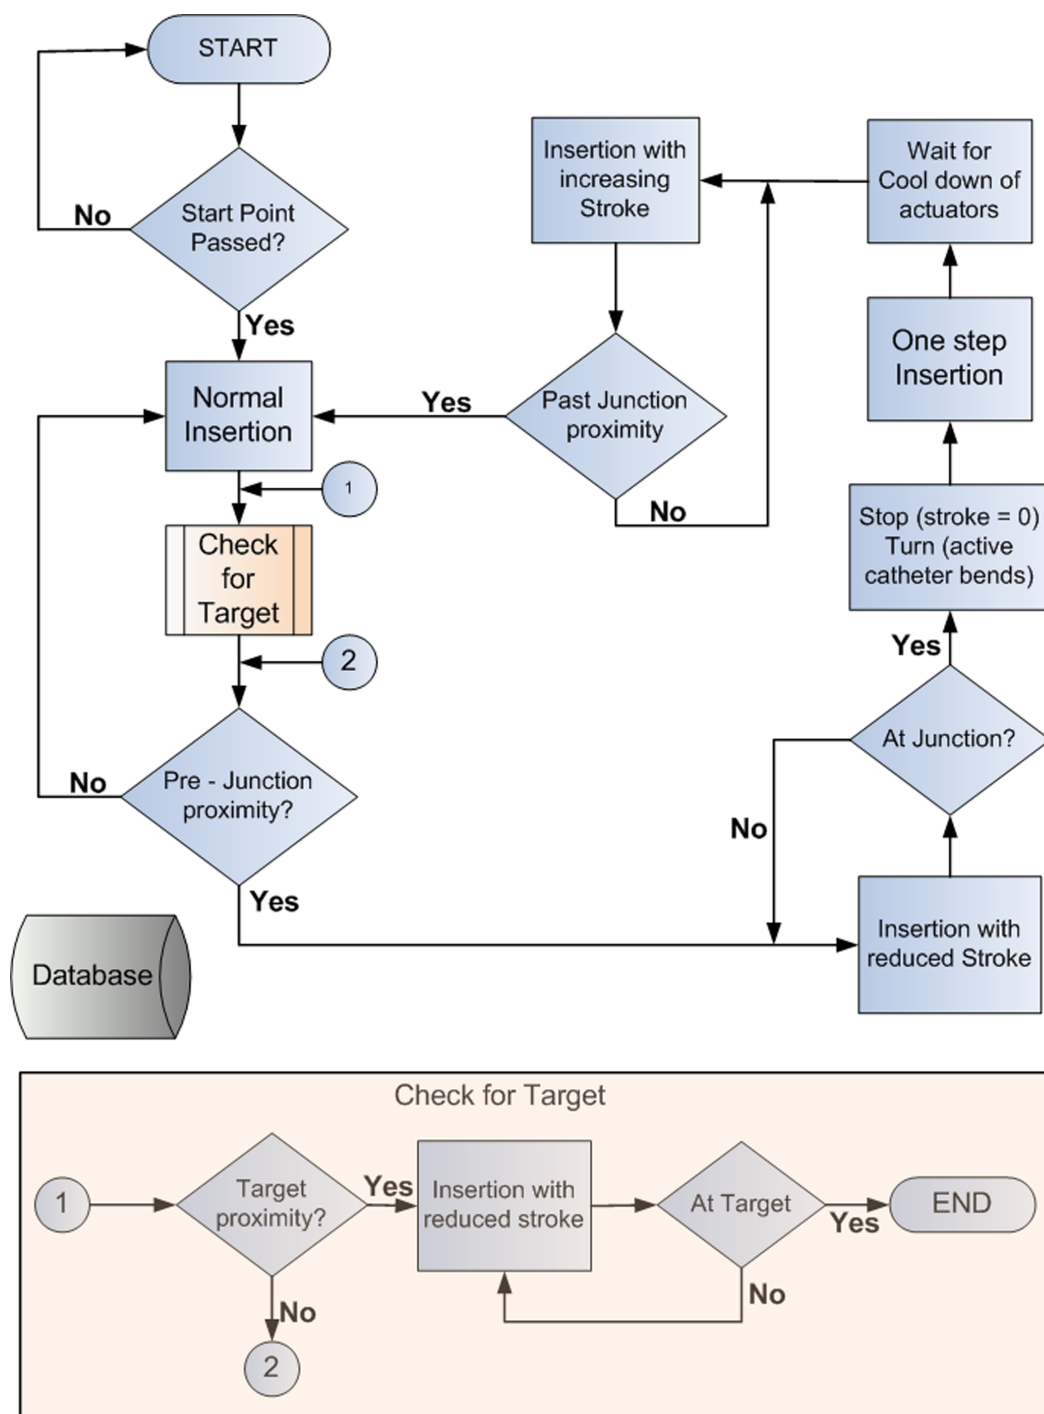 START
Start Point
Passed?
No
Yes
Normal
Insertion
1
Check
for
Target
2
Pre - Junction
proximity?
No
Yes
Insertion with
increasing
Stroke
Past Junction
proximity
Yes
No
Wait for
Cool down of
actuators
One step
Insertion
Stop (stroke = 0)
Turn (active
catheter bends)
Yes
At Junction?
No
Insertion with
reduced Stroke
Database
Check for Target
1
Target
proximity?
Yes
No
2
Insertion with
reduced stroke
At Target
Yes
No
END